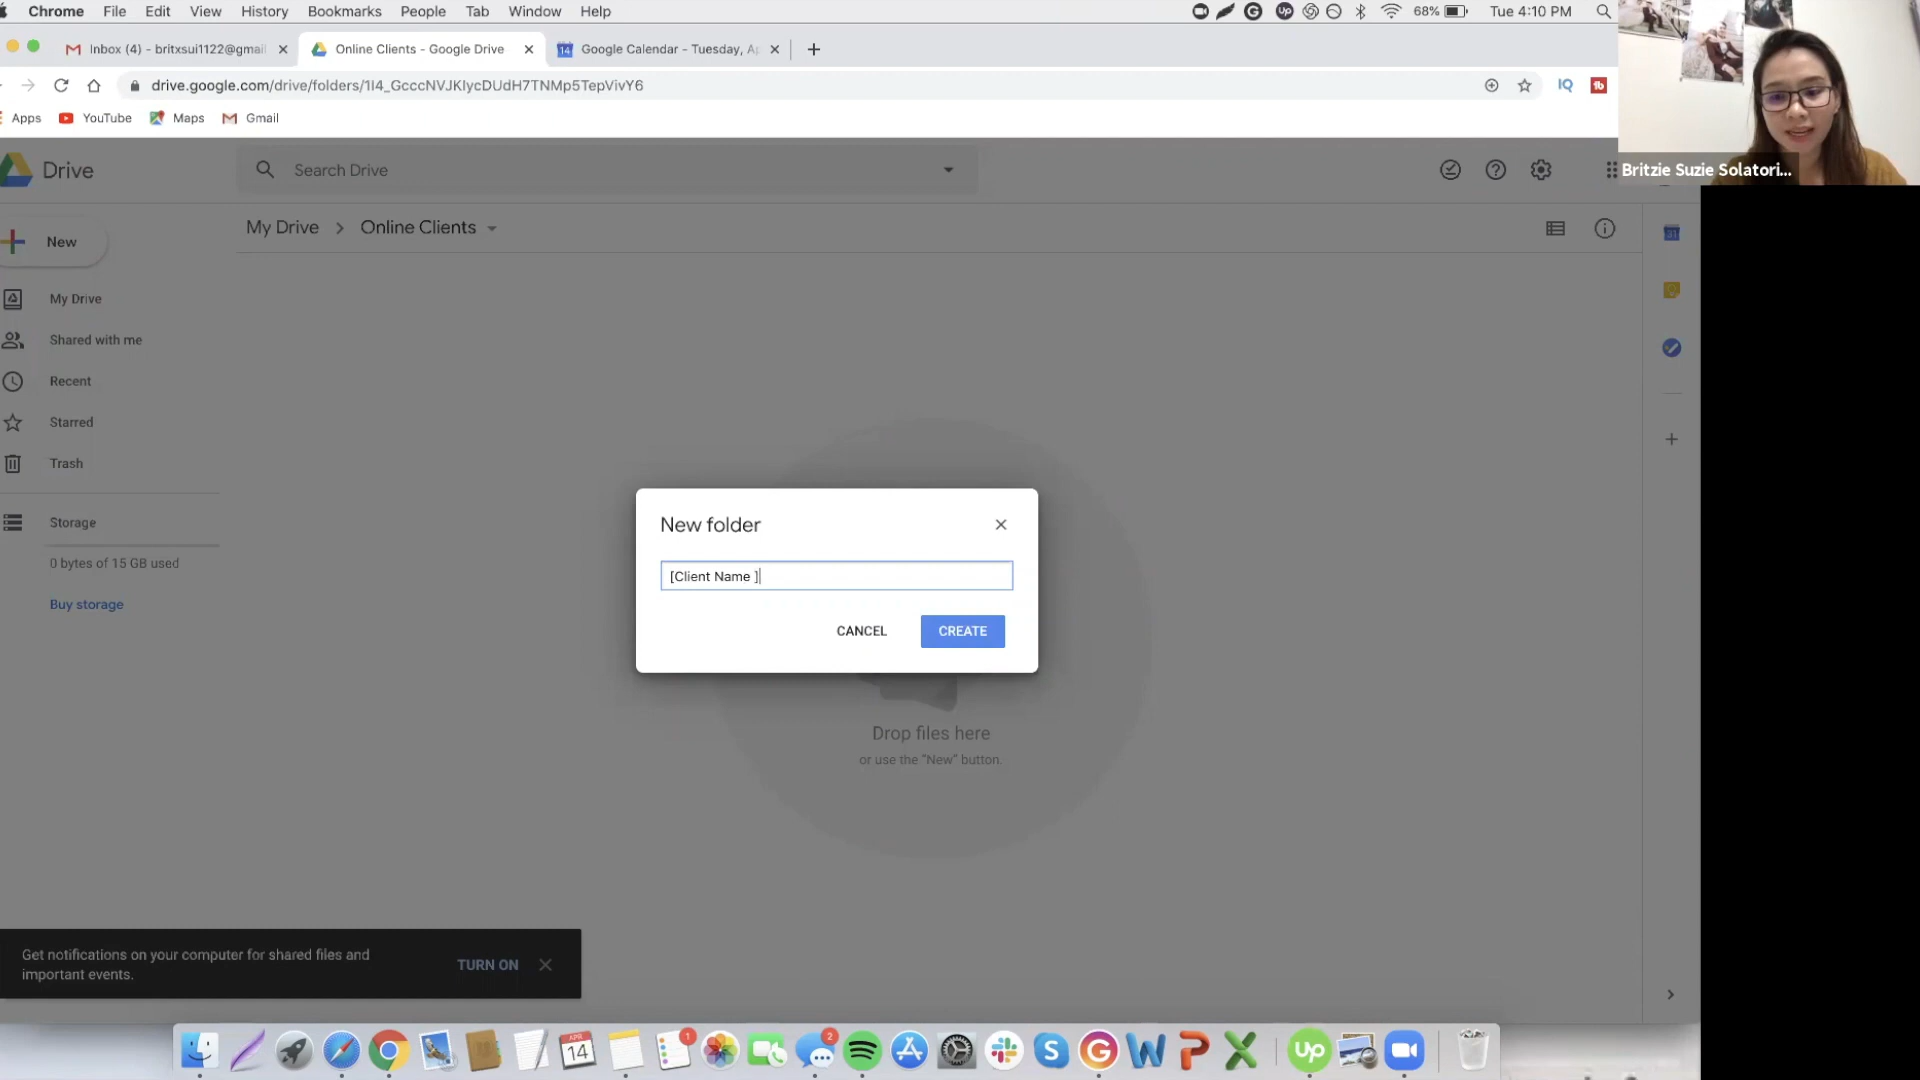 Chrome File Edit View History Bookmarks People Tab Window Help
68% Tue 4:10 PM
Inbox (4) - britxsui1122@gmai
Online Clients - Google Drive
Google Calendar - Tuesday, Ap
drive.google.com/drive/folders/1I4_GcccNVJKIycDUdH7TNMp5TepVivY6
Apps YouTube Maps Gmail
Britzie Suzie Solatori...
Drive
Search Drive
New
My Drive > Online Clients
My Drive
Shared with me
Recent
Starred
Trash
Storage
0 bytes of 15 GB used
Buy storage
New folder
[Client Name ]
CANCEL CREATE
Drop files here
or use the "New" button.
Get notifications on your computer for shared files and
important events.
TURN ON